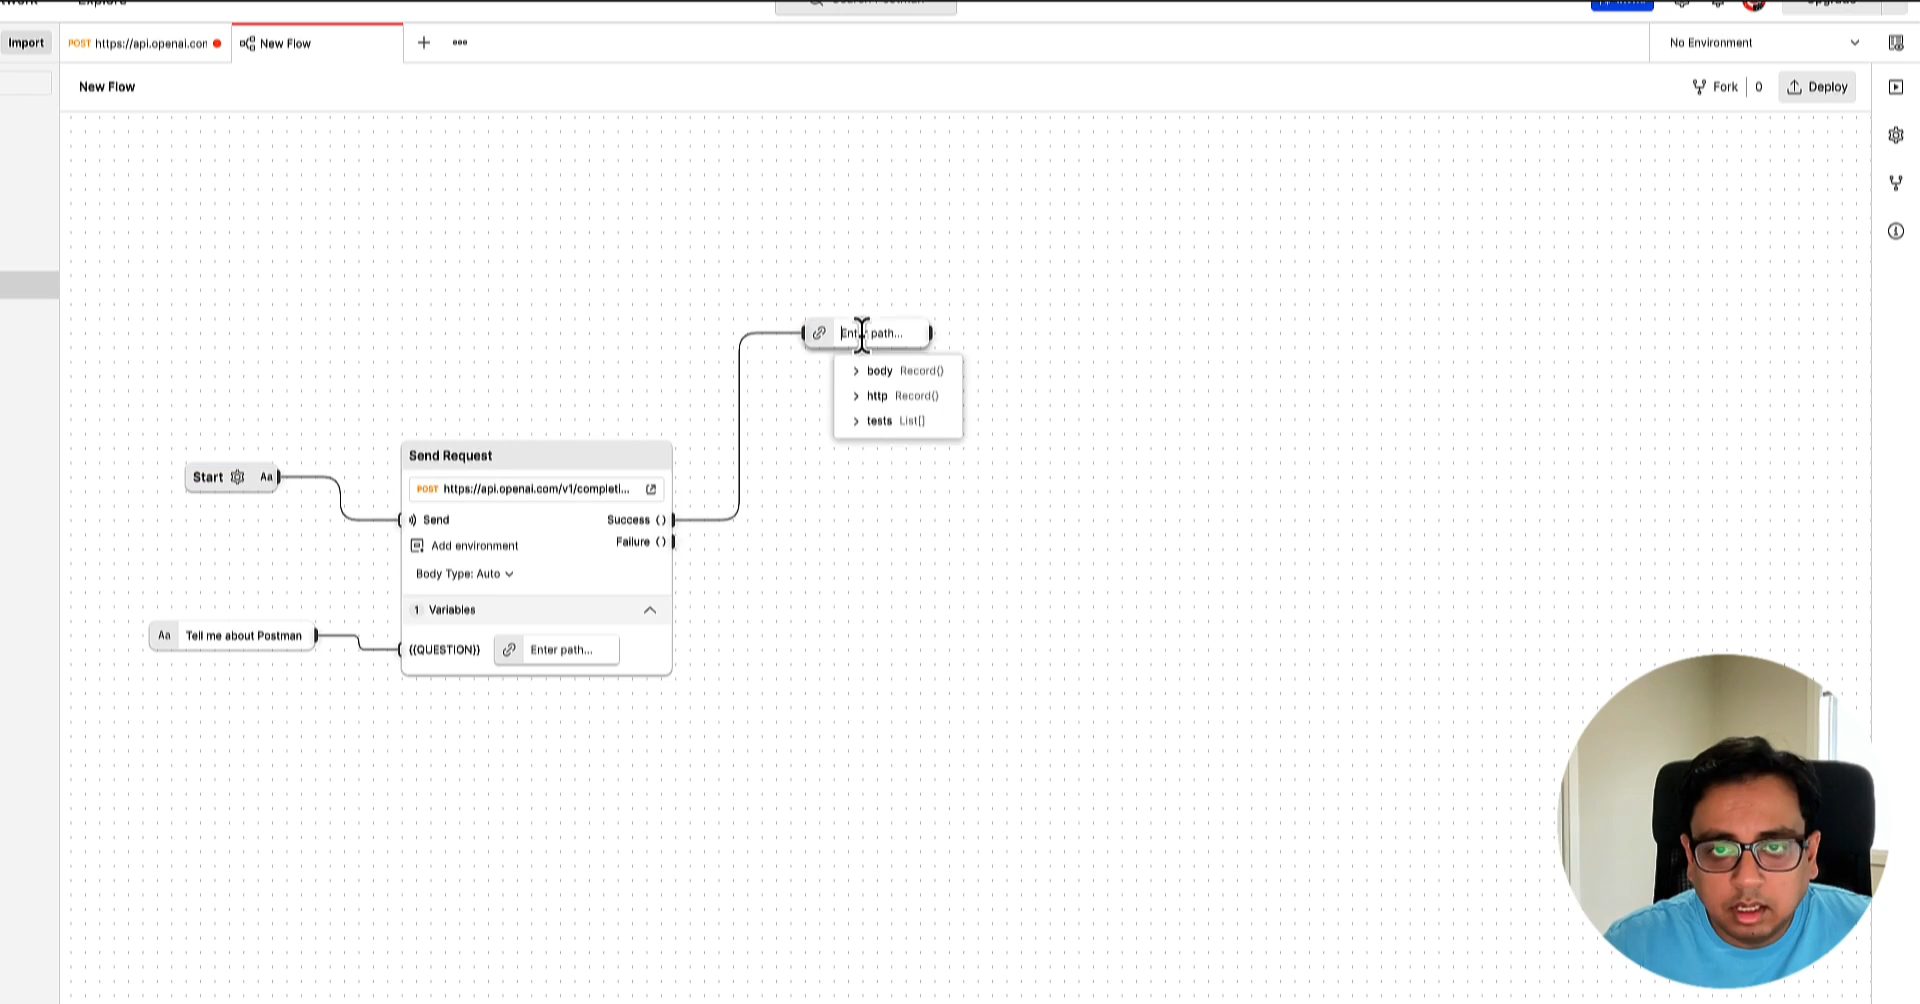 Import
POST https://api.openai.con
New Flow
No Environment
New Flow
Fork 0
Deploy
Enter path...
body Record()
http Record()
tests List[]
Send Request
Start Aa
POST https://api.openai.com/v1/completi...
Send
Success ()
Add environment
Failure ()
Body Type: Auto
1 Variables
Aa Tell me about Postman
{{QUESTION}} Enter path...